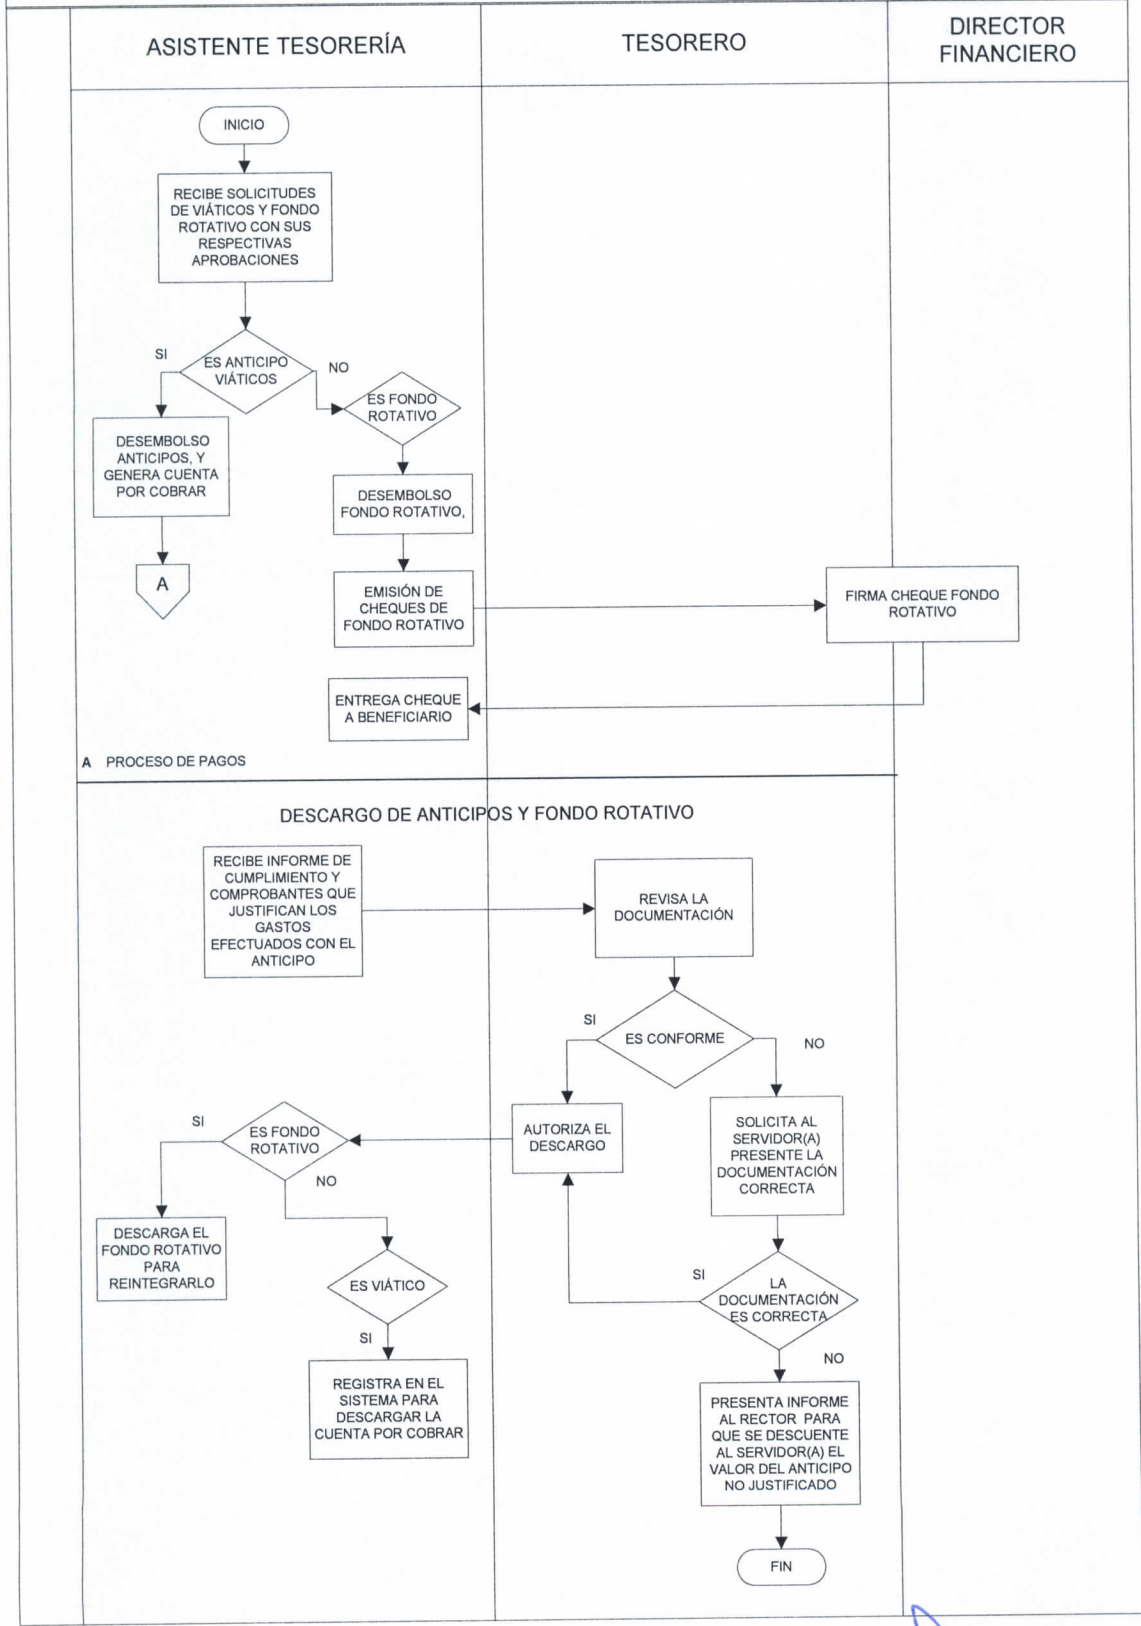 ASISTENTE TESORERÍA
TESORERO
DIRECTOR
FINANCIERO
INICIO
RECIBE SOLICITUDES
DE VIÁTICOS Y FONDO
ROTATIVO CON SUS
RESPECTIVAS
APROBACIONES
SI
ES ANTICIPO
VIÁTICOS
NO
ES FONDO
ROTATIVO
DESEMBOLSO
ANTICIPOS, Y
GENERA CUENTA
POR COBRAR
DESEMBOLSO
FONDO ROTATIVO,
A
EMISIÓN DE
CHEQUES DE
FONDO ROTATIVO
FIRMA CHEQUE FONDO
ROTATIVO
ENTREGA CHEQUE
A BENEFICIARIO
A PROCESO DE PAGOS
DESCARGO DE ANTICIPOS Y FONDO ROTATIVO
RECIBE INFORME DE
CUMPLIMIENTO Y
COMPROBANTES QUE
JUSTIFICAN LOS
GASTOS
EFECTUADOS CON EL
ANTICIPO
REVISA LA
DOCUMENTACIÓN
SI
ES CONFORME
NO
AUTORIZA EL
DESCARGO
SOLICITA AL
SERVIDOR(A)
PRESENTE LA
DOCUMENTACIÓN
CORRECTA
SI
ES FONDO
ROTATIVO
NO
DESCARGA EL
FONDO ROTATIVO
PARA
REINTEGRARLO
ES VIÁTICO
SI
SI
LA
DOCUMENTACIÓN
ES CORRECTA
NO
REGISTRA EN EL
SISTEMA PARA
DESCARGAR LA
CUENTA POR COBRAR
PRESENTA INFORME
AL RECTOR PARA
QUE SE DESCUENTE
AL SERVIDOR(A) EL
VALOR DEL ANTICIPO
NO JUSTIFICADO
FIN